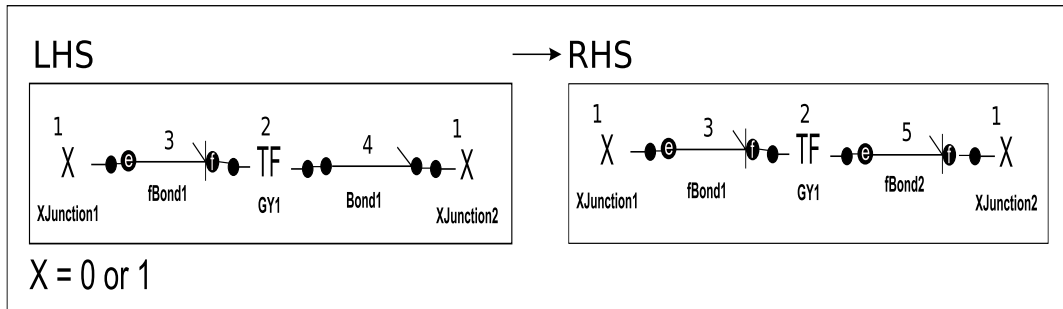 LHS → RHS
1 3 2 4 1
X e f TF X
fBond1 Bond1
XJunction1 GY1 XJunction2
1 3 2 5 1
X e f TF e f X
fBond1 fBond2
XJunction1 GY1 XJunction2
X = 0 or 1